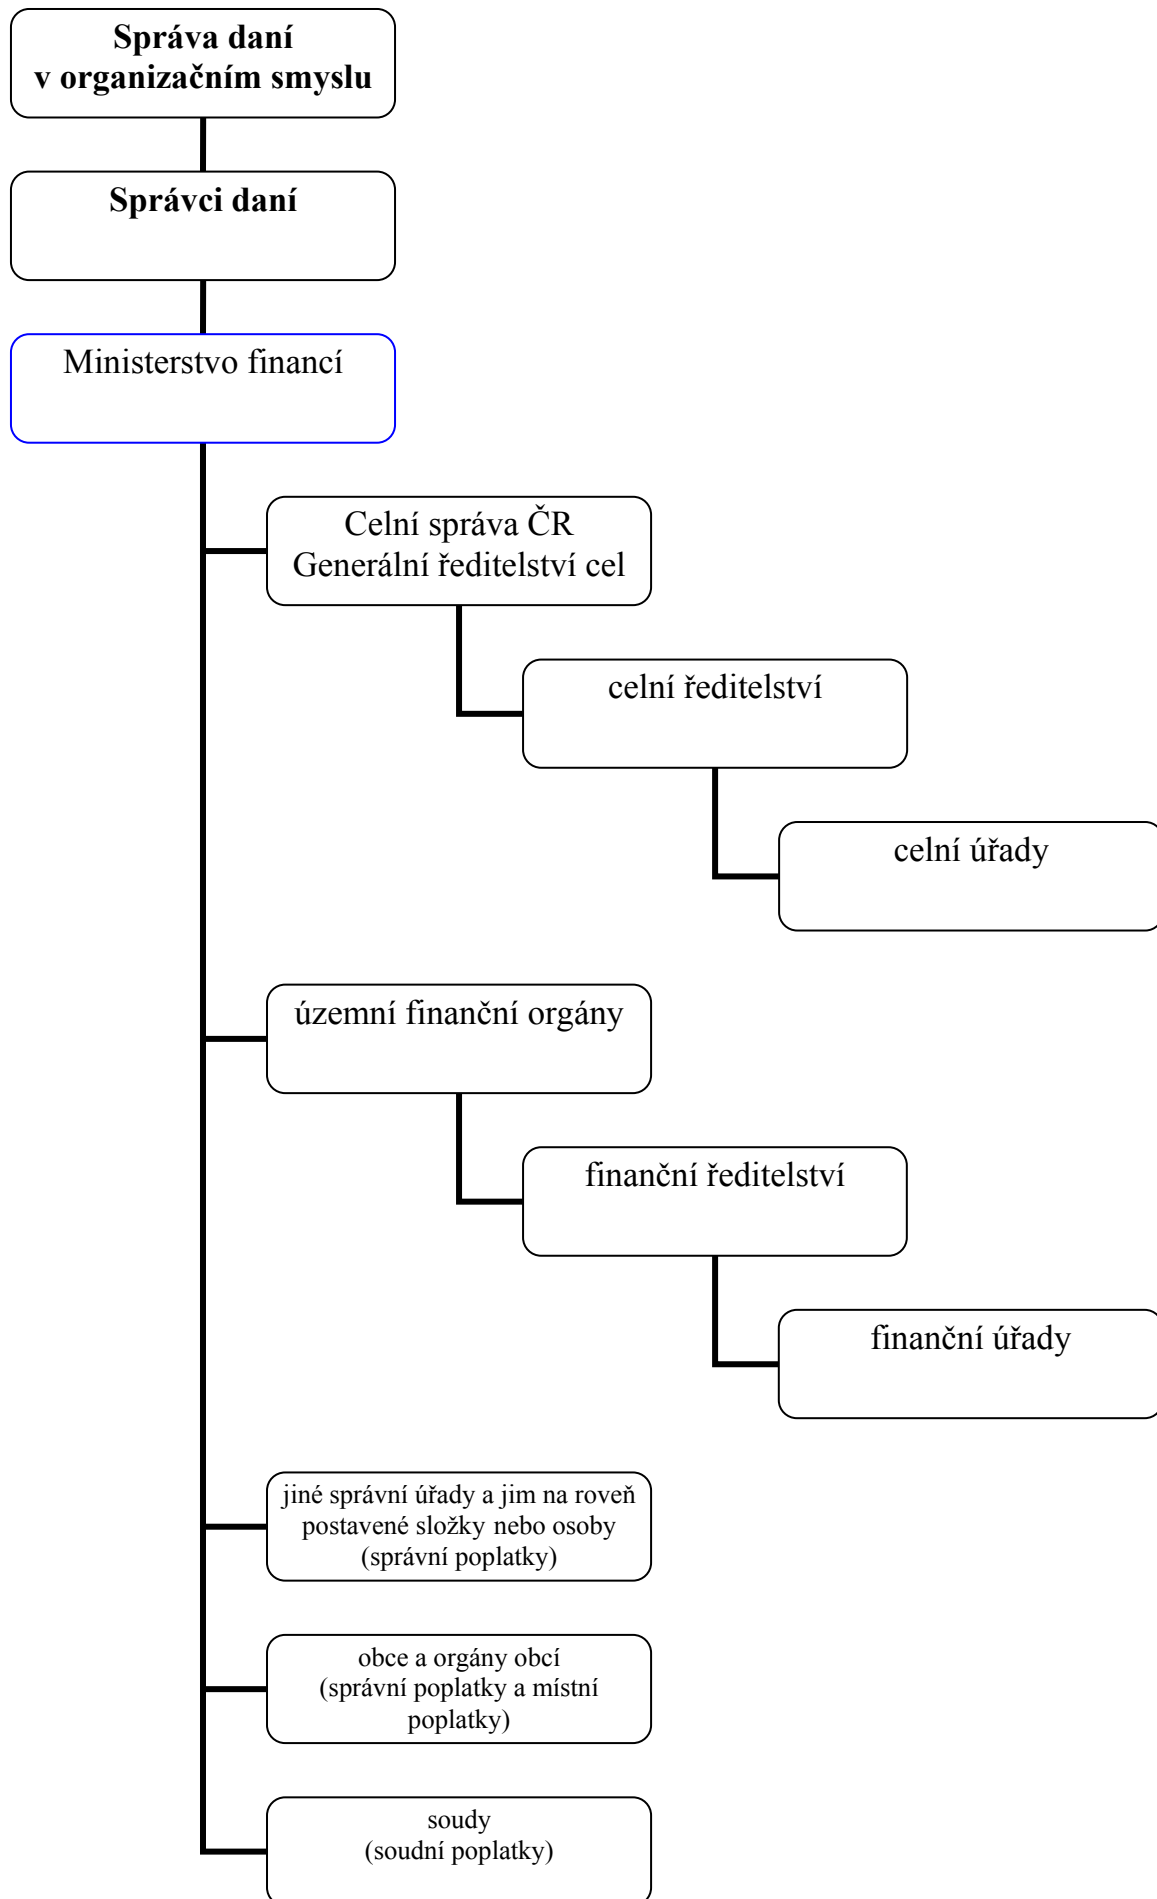 Správa daní
v organizačním smyslu
Správci daní
Ministerstvo financí
Celní správa ČR
Generální ředitelství cel
celní ředitelství
celní úřady
územní finanční orgány
finanční ředitelství
finanční úřady
jiné správní úřady a jim na roveň
postavené složky nebo osoby
(správní poplatky)
obce a orgány obcí
(správní poplatky a místní
poplatky)
soudy
(soudní poplatky)